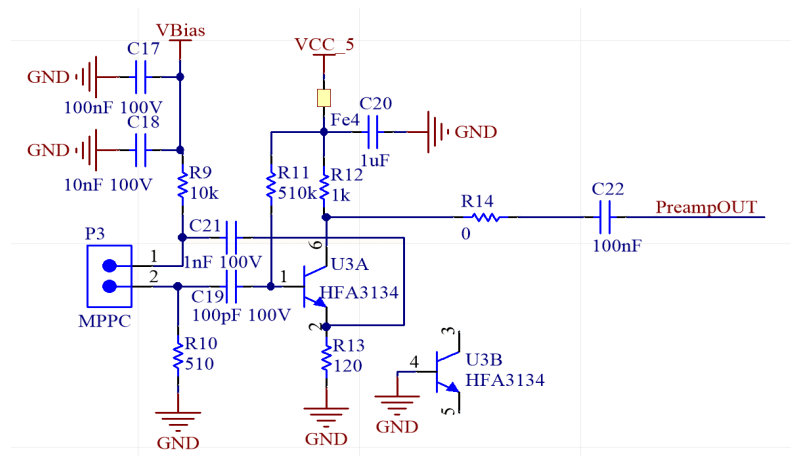 VBias
C17
GND
100nF 100V
C18
GND
10nF 100V
R9
10k
VCC_5
Fe4
C20
1uF
GND
R11
510k
R12
1k
R14
0
C22
100nF
PreampOUT
P3
1
2
MPPC
C21
1nF 100V
C19
100pF 100V
1
6
U3A
HFA3134
2
R10
510
GND
R13
120
GND
3
4
U3B
HFA3134
5
GND